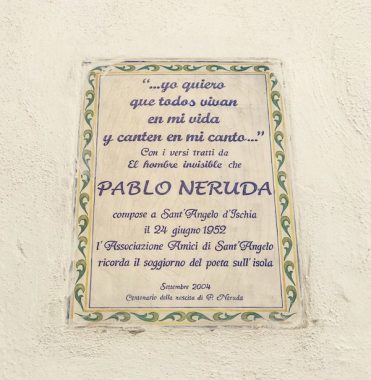 “...yo quiero
que todos vivan
en mi vida
y canten en mi canto...”
Con i versi tratti da
El hombre invisible che
PABLO NERUDA
compose a Sant'Angelo d'Ischia
il 24 giugno 1952
l'Associazione Amici di Sant'Angelo
ricorda il soggiorno del poeta sull'isola
Settembre 2004
Centenario della nascita di P. Neruda